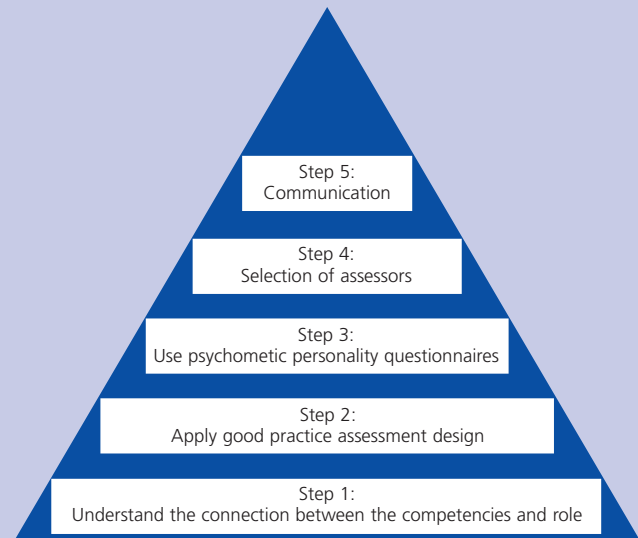 Step 5:
Communication
Step 4:
Selection of assessors
Step 3:
Use psychometic personality questionnaires
Step 2:
Apply good practice assessment design
Step 1:
Understand the connection between the competencies and role